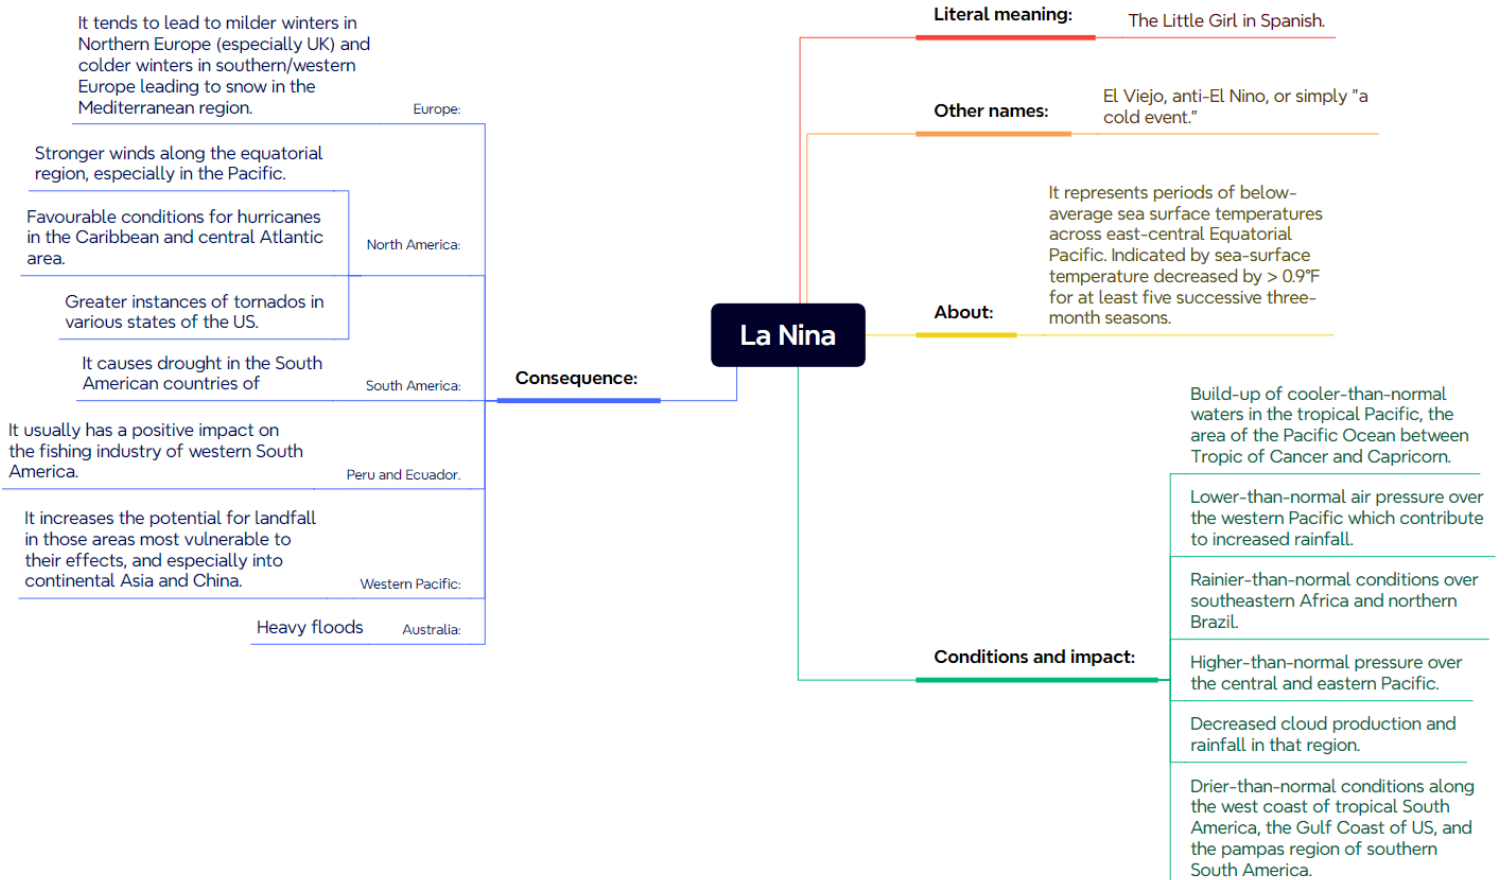 La Nina
Literal meaning:
The Little Girl in Spanish.
Other names:
El Viejo, anti-El Nino, or simply "a
cold event."
About:
It represents periods of below-
average sea surface temperatures
across east-central Equatorial
Pacific. Indicated by sea-surface
temperature decreased by > 0.9°F
for at least five successive three-
month seasons.
Conditions and impact:
Build-up of cooler-than-normal
waters in the tropical Pacific, the
area of the Pacific Ocean between
Tropic of Cancer and Capricorn.
Lower-than-normal air pressure over
the western Pacific which contribute
to increased rainfall.
Rainier-than-normal conditions over
southeastern Africa and northern
Brazil.
Higher-than-normal pressure over
the central and eastern Pacific.
Decreased cloud production and
rainfall in that region.
Drier-than-normal conditions along
the west coast of tropical South
America, the Gulf Coast of US, and
the pampas region of southern
South America.
Consequence:
Europe:
It tends to lead to milder winters in
Northern Europe (especially UK) and
colder winters in southern/western
Europe leading to snow in the
Mediterranean region.
North America:
Stronger winds along the equatorial
region, especially in the Pacific.
Favourable conditions for hurricanes
in the Caribbean and central Atlantic
area.
Greater instances of tornados in
various states of the US.
South America:
It causes drought in the South
American countries of
Peru and Ecuador.
It usually has a positive impact on
the fishing industry of western South
America.
Western Pacific:
It increases the potential for landfall
in those areas most vulnerable to
their effects, and especially into
continental Asia and China.
Australia:
Heavy floods